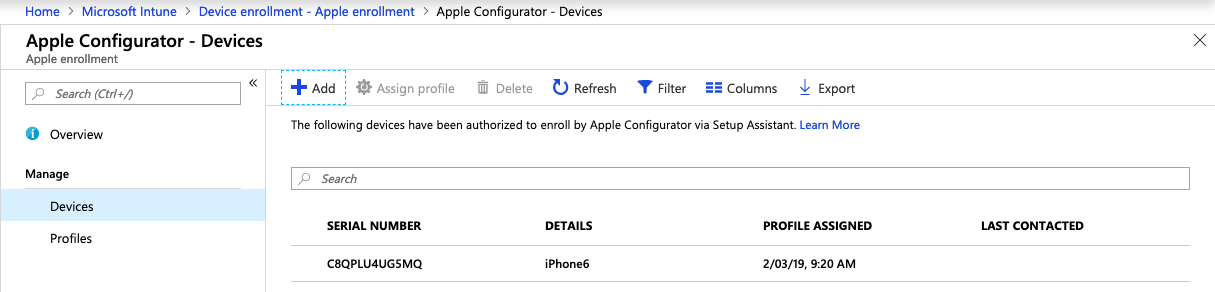 Home > Microsoft Intune > Device enrollment - Apple enrollment > Apple Configurator - Devices
Apple Configurator - Devices
Apple enrollment
Search (Ctrl+/)
Overview
Manage
Devices
Profiles
Add Assign profile Delete Refresh Filter Columns Export
The following devices have been authorized to enroll by Apple Configurator via Setup Assistant. Learn More
Search
SERIAL NUMBER DETAILS PROFILE ASSIGNED LAST CONTACTED
C8QPLU4UG5MQ iPhone6 2/03/19, 9:20 AM